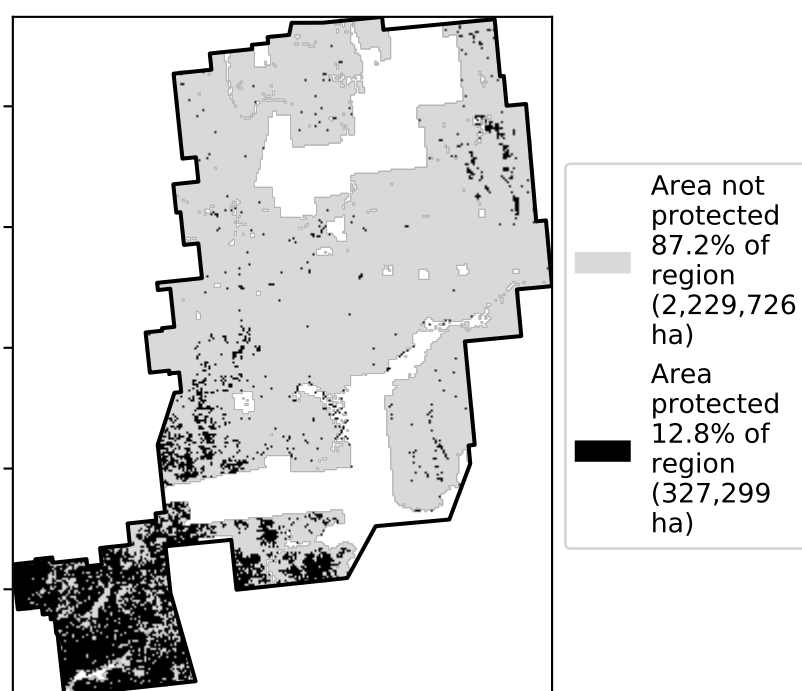 Area not
protected
87.2% of
region
(2,229,726
ha)
Area
protected
12.8% of
region
(327,299
ha)